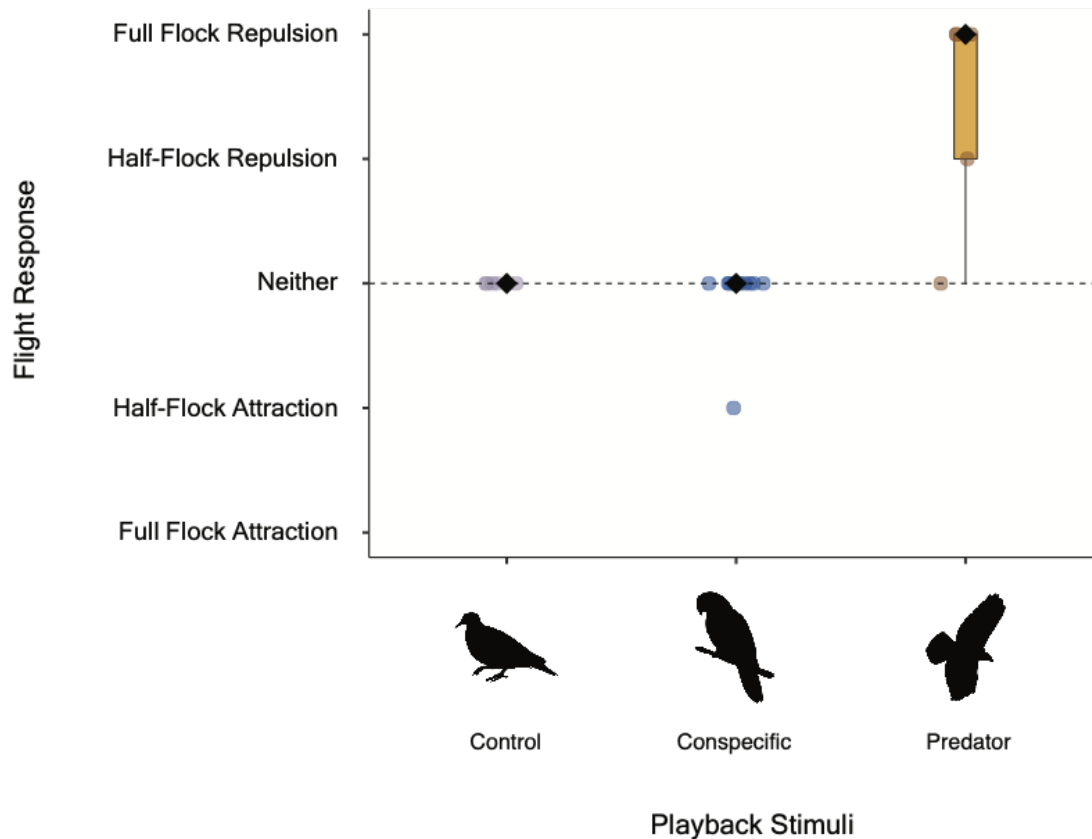 Full Flock Repulsion
Half-Flock Repulsion
Neither
Half-Flock Attraction
Full Flock Attraction
Flight Response
Control
Conspecific
Predator
Playback Stimuli